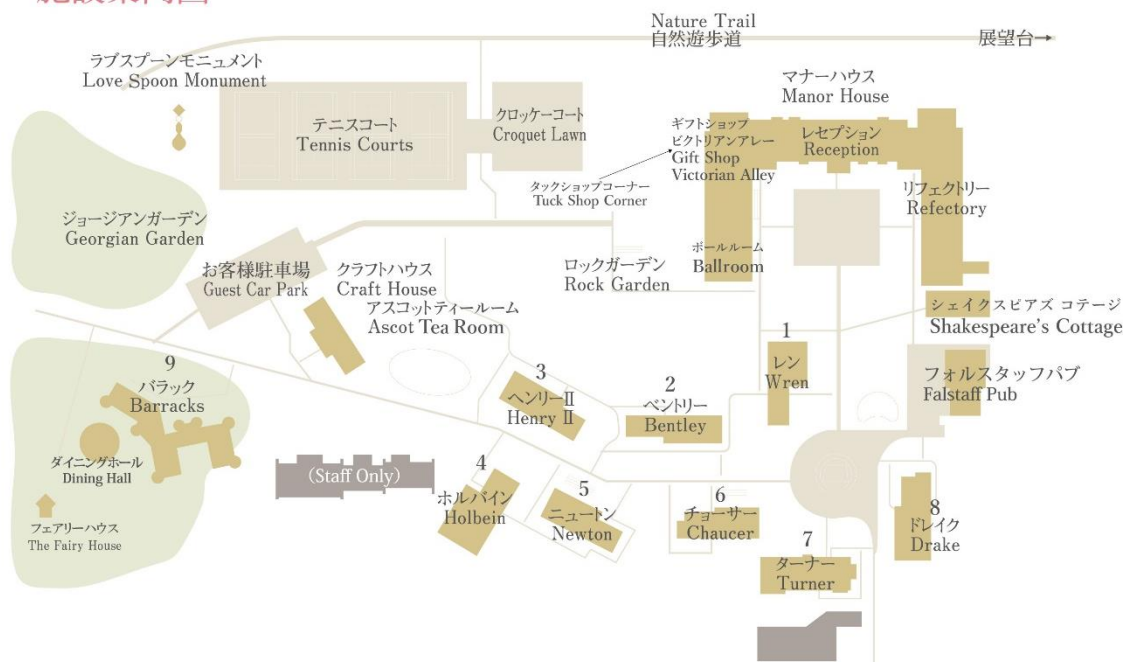 施設案内図
Nature Trail
自然遊歩道
展望台→
ラブスプーンモニュメント
Love Spoon Monument
テニスコート
Tennis Courts
クロッケーコート
Croquet Lawn
マナーハウス
Manor House
ギフトショップ
ビクトリアンアレー
Gift Shop
Victorian Alley
レセプション
Reception
タックショップコーナー
Tuck Shop Corner
リフェクトリー
Refectory
ジョージアンガーデン
Georgian Garden
お客様駐車場
Guest Car Park
クラフトハウス
Craft House
アスコットティールーム
Ascot Tea Room
ロックガーデン
Rock Garden
ボールルーム
Ballroom
シェイクスピアズ コテージ
Shakespeare's Cottage
1
レン
Wren
フォルスタッフパブ
Falstaff Pub
9
バラック
Barracks
3
ヘンリーⅡ
Henry Ⅱ
2
ベントリー
Bentley
ダイニングホール
Dining Hall
(Staff Only)
4
ホルバイン
Holbein
5
ニュートン
Newton
6
チョーサー
Chaucer
8
ドレイク
Drake
フェアリーハウス
The Fairy House
7
ターナー
Turner